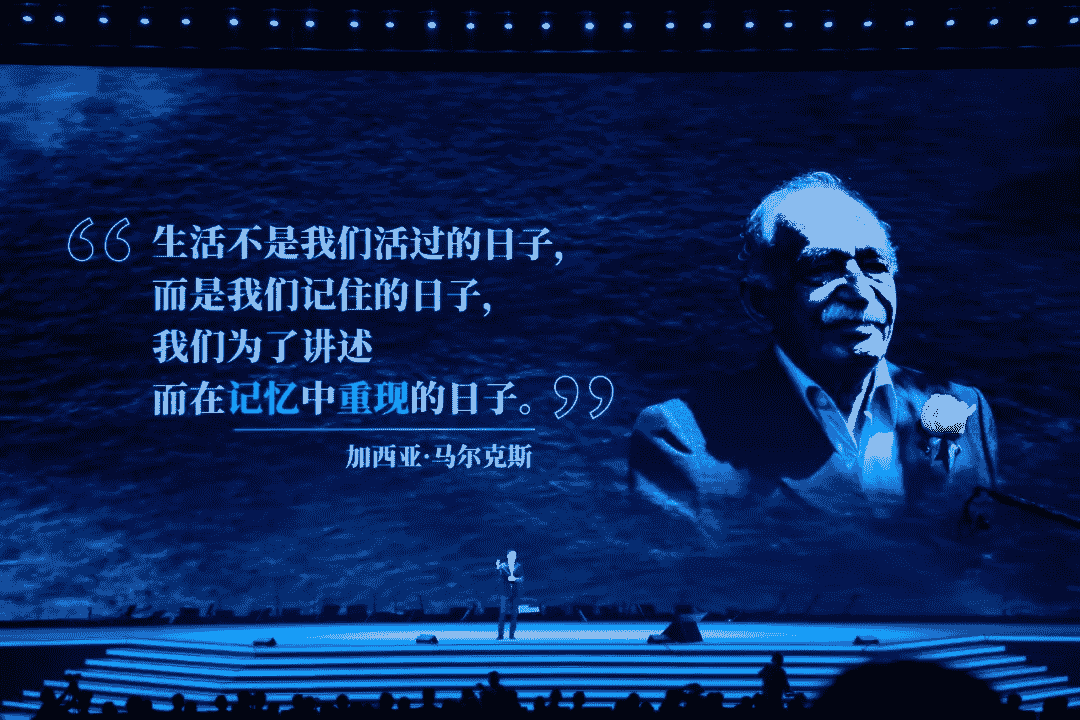 “生活不是我们活过的日子,
而是我们记住的日子,
我们为了讲述
而在记忆中重现的日子。”
加西亚·马尔克斯